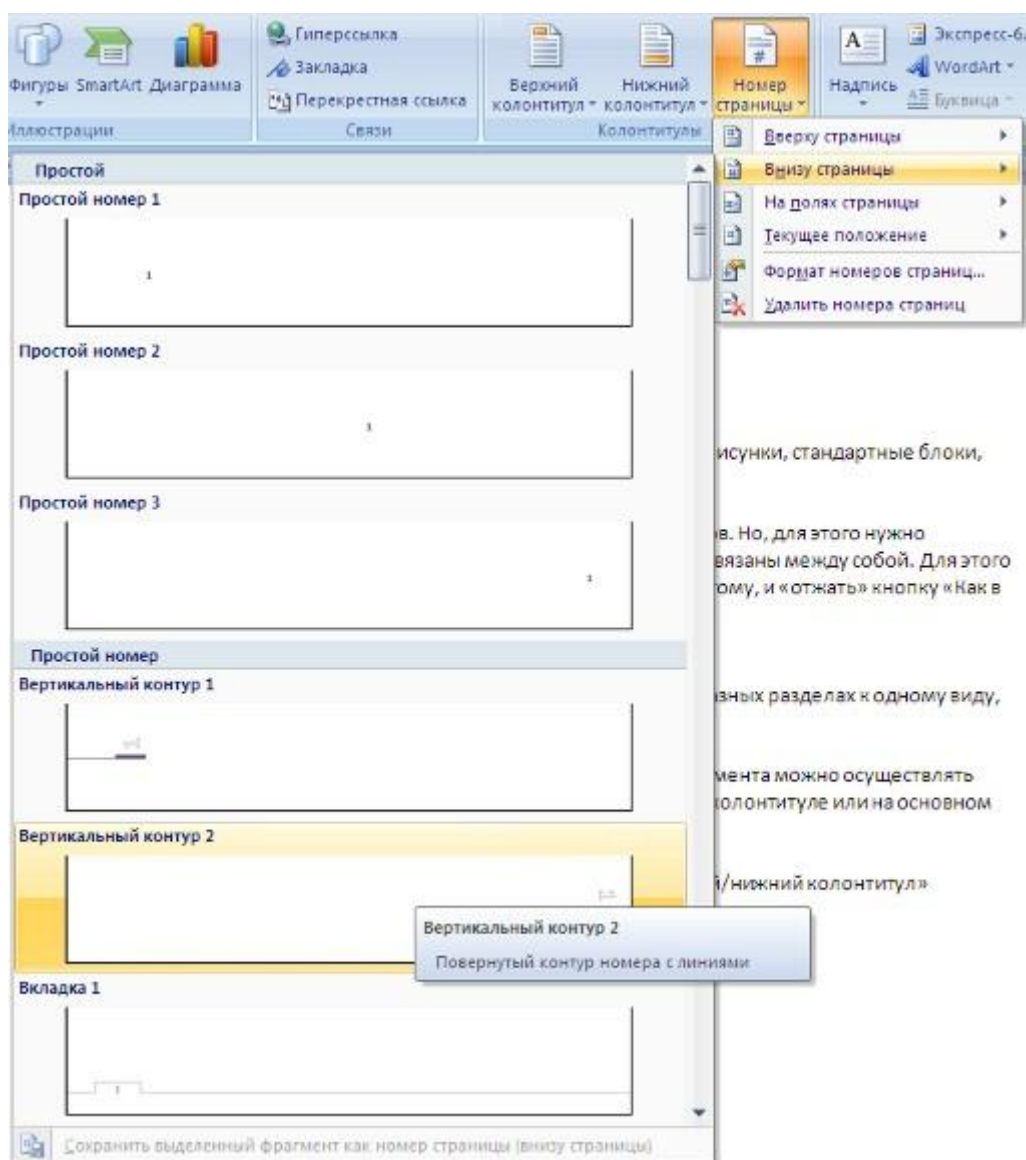 Гиперссылка
Закладка
Перекрестная ссылка
Фигуры SmartArt Диаграмма
Верхний колонтитул
Нижний колонтитул
Номер страницы
Надпись
Экспресс-б
WordArt
Буквица
Иллюстрации
Связи
Колонтитулы
Вверху страницы
Внизу страницы
На полях страницы
Текущее положение
Формат номеров страниц...
Удалить номера страниц
Простой
Простой номер 1
1
Простой номер 2
1
Простой номер 3
1
Простой номер
Вертикальный контур 1
Вертикальный контур 2
Вертикальный контур 2
Повернутый контур номера с линиями
Вкладка 1
1
Сохранить выделенный фрагмент как номер страницы (внизу страницы)
исунки, стандартные блоки,
в. Но, для этого нужно
вязаны между собой. Для этого
ому, и «отжать» кнопку «Как в
зных разделах к одному виду,
мента можно осуществлять
колонтитуле или на основном
й/нижний колонтитул»